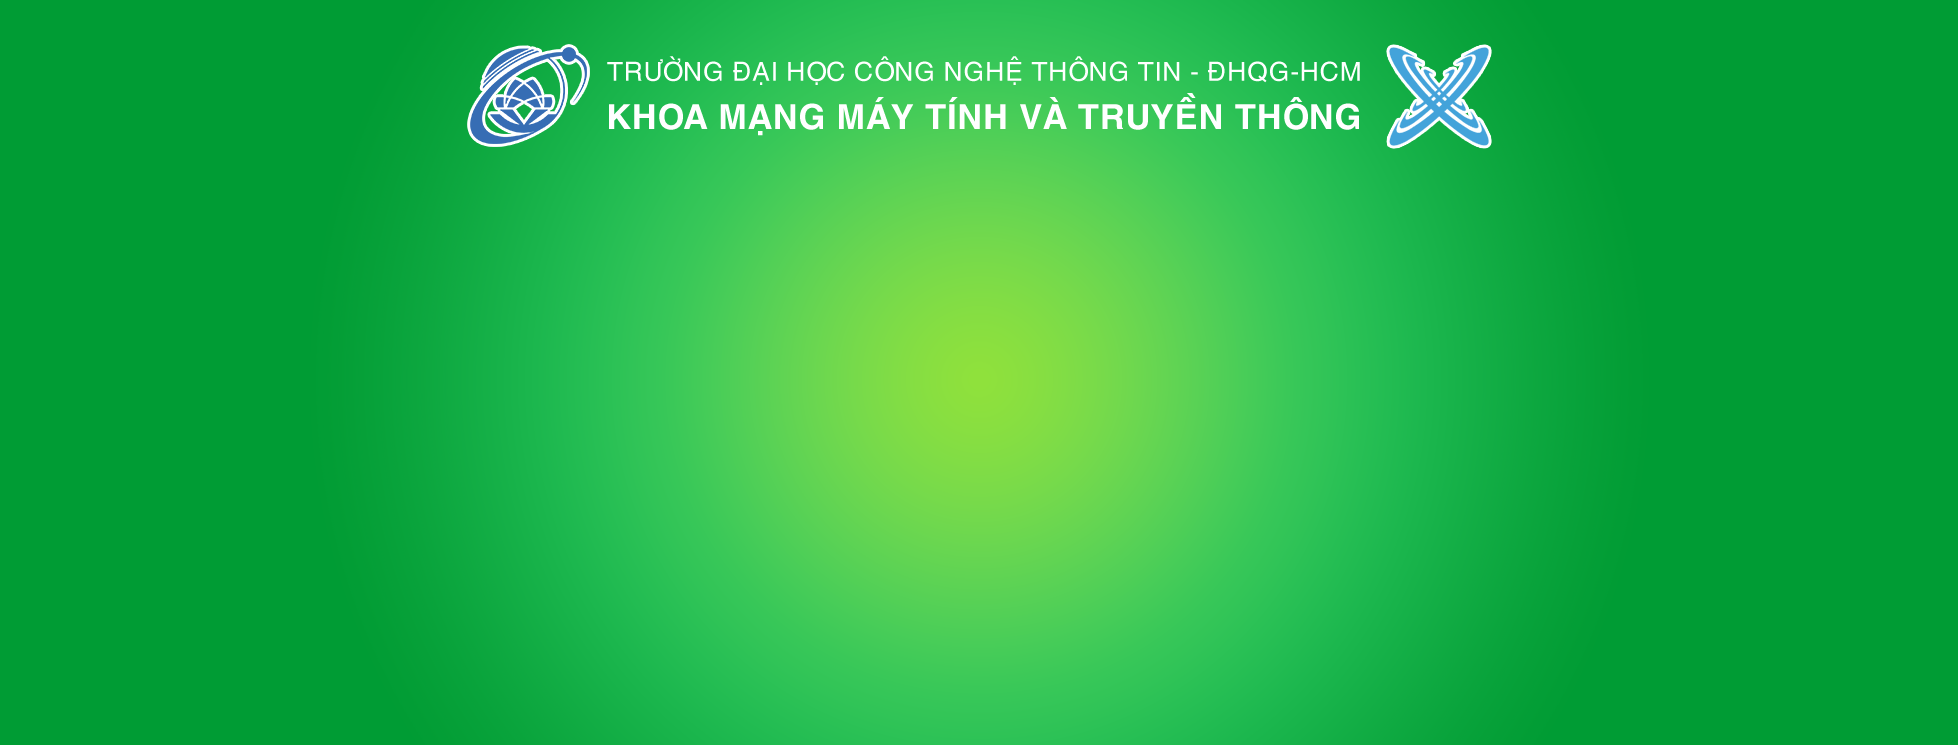 TRƯỜNG ĐẠI HỌC CÔNG NGHỆ THÔNG TIN - ĐHQG-HCM
KHOA MẠNG MÁY TÍNH VÀ TRUYỀN THÔNG